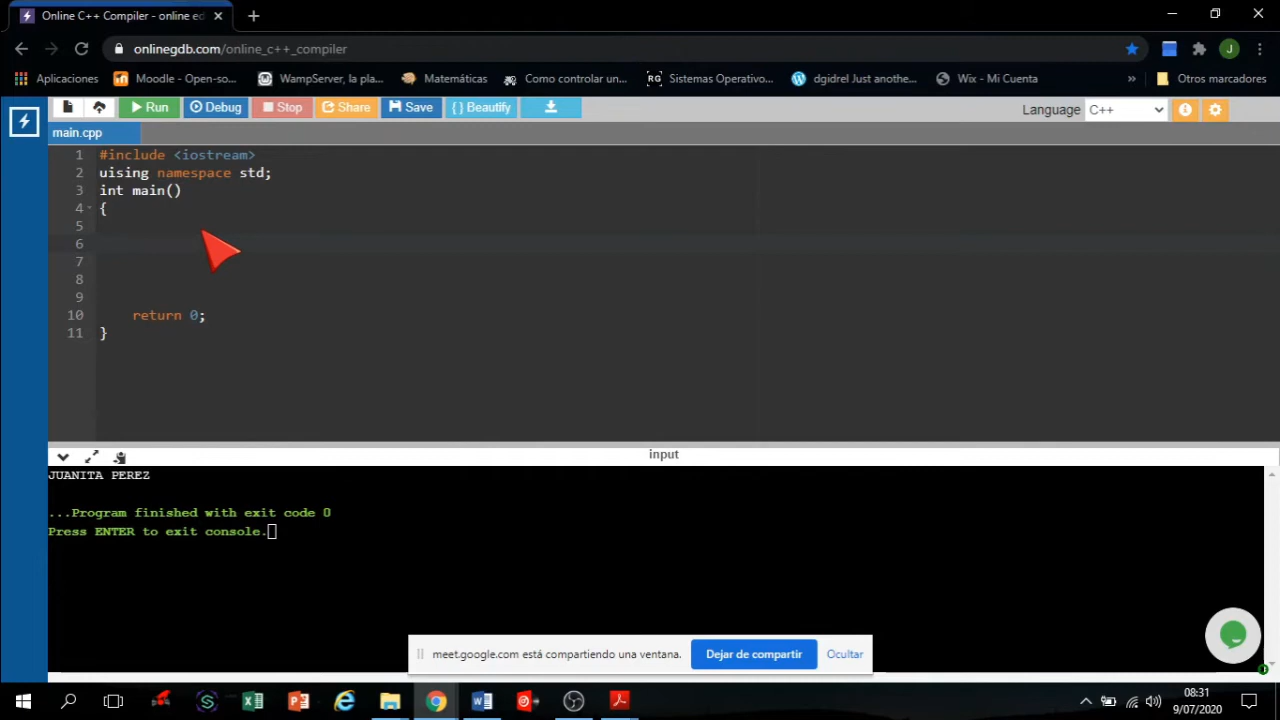 Online C++ Compiler - online ed
onlinegdb.com/online_c++_compiler
J
Aplicaciones Moodle - Open-so... WampServer, la pla... Matemáticas Como controlar un... RG Sistemas Operativo... dgidrel Just anothe... Wix - Mi Cuenta » Otros marcadores
Run Debug Stop Share Save { } Beautify Language C++
main.cpp
1 #include <iostream>
2 uising namespace std;
3 int main()
4 {
5
6
7
8
9
10 return 0;
11 }
input
JUANITA PEREZ
...Program finished with exit code 0
Press ENTER to exit console.
meet.google.com está compartiendo una ventana. Dejar de compartir Ocultar
08:31
9/07/2020